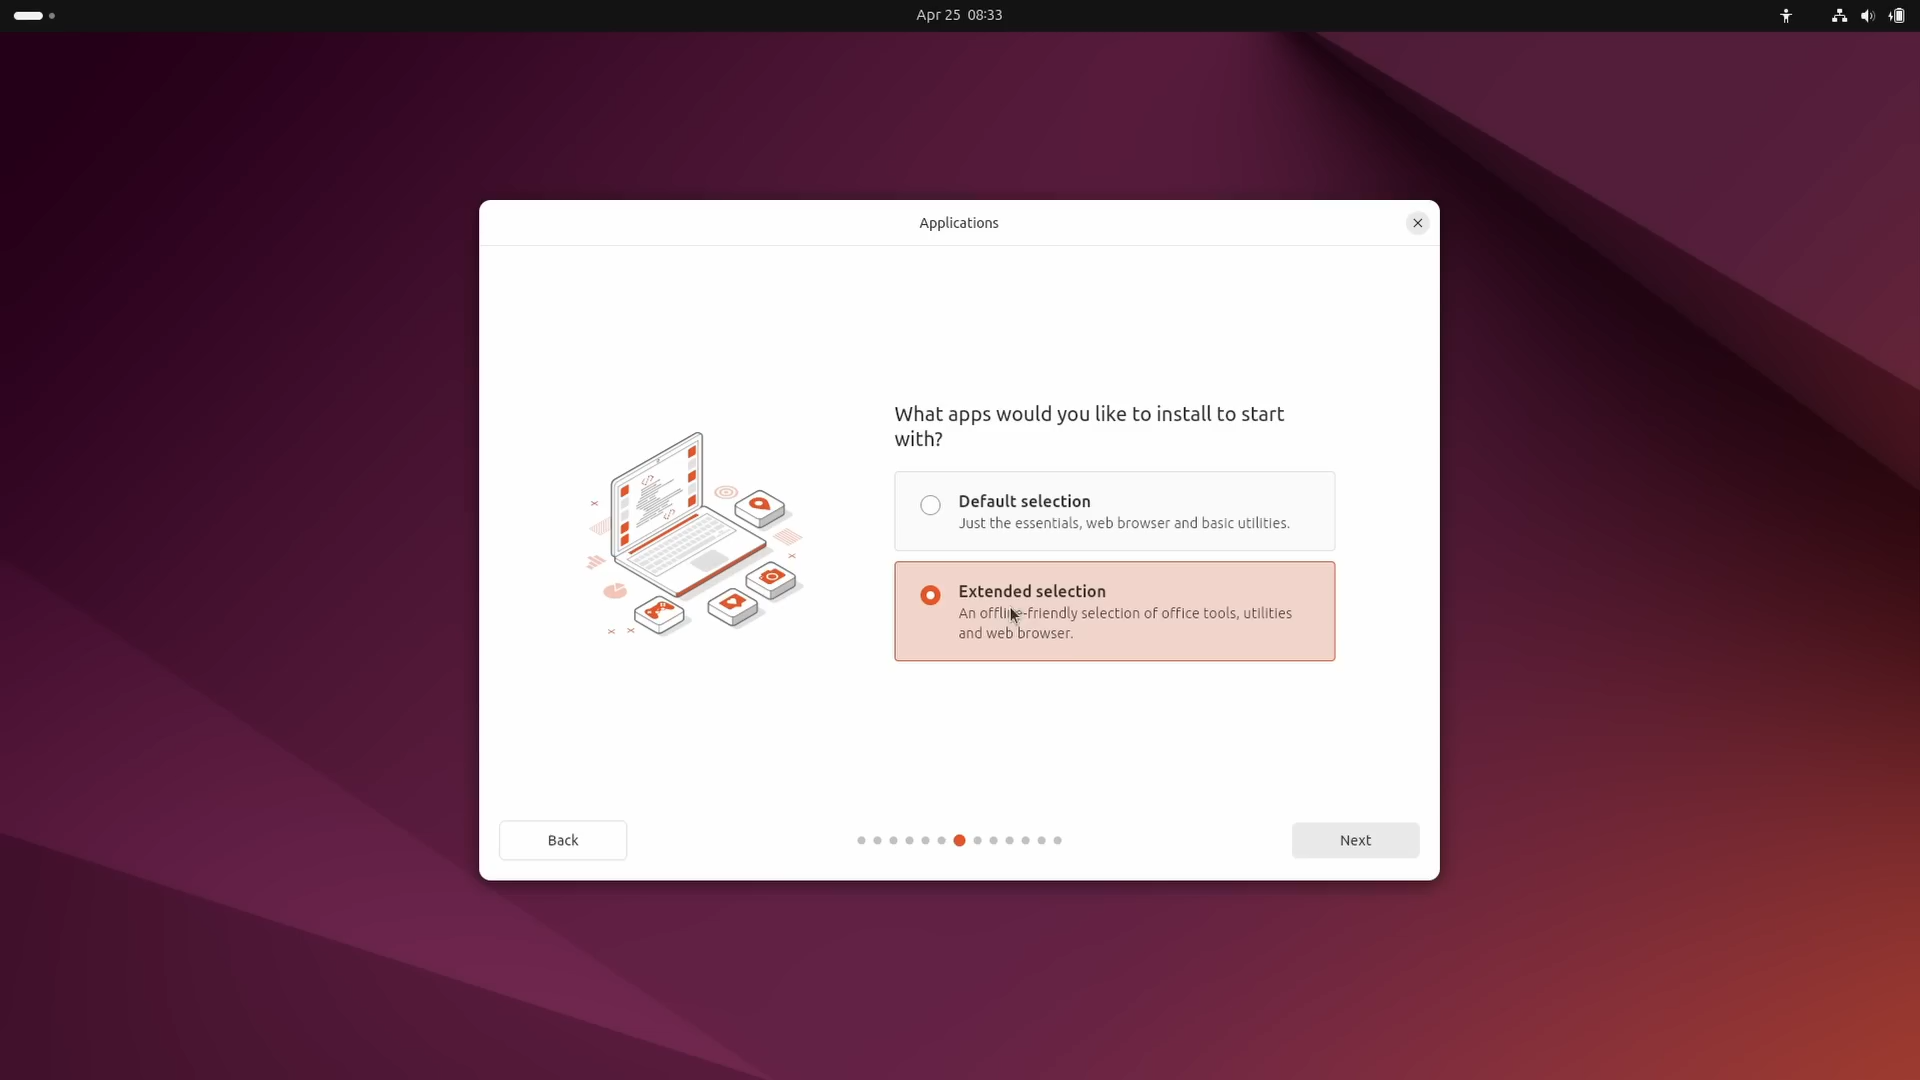 Apr 25 08:33
Applications
What apps would you like to install to start
with?
Default selection
Just the essentials, web browser and basic utilities.
Extended selection
An offline-friendly selection of office tools, utilities
and web browser.
Back
Next